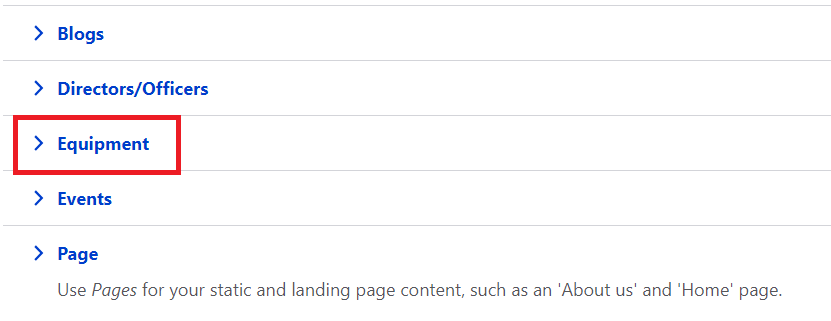 Blogs
Directors/Officers
Equipment
Events
Page
Use Pages for your static and landing page content, such as an 'About us' and 'Home' page.